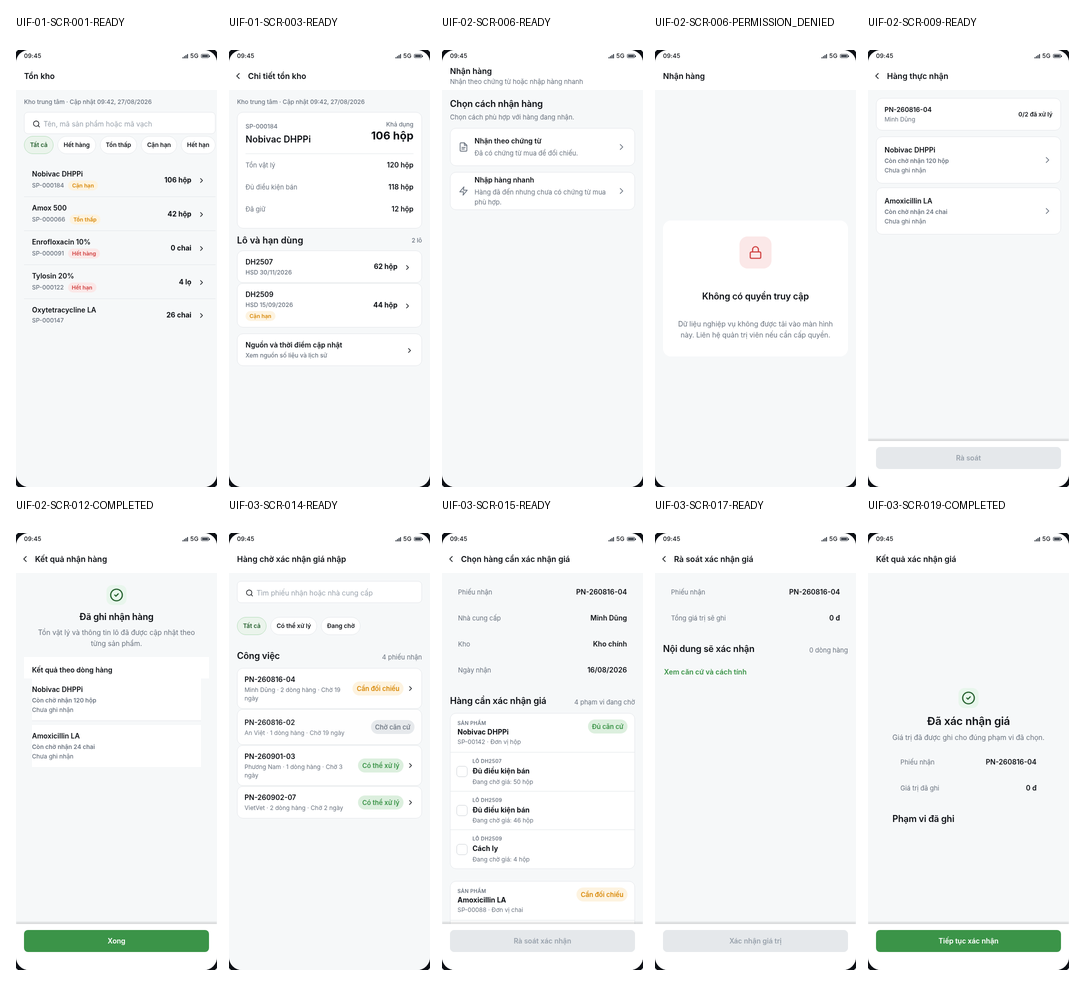 UIF-01-SCR-001-READY
09:45
5G
Tồn kho
Kho trung tâm · Cập nhật 09:42, 27/08/2026
Tên, mã sản phẩm hoặc mã vạch
Tất cả
Hết hàng
Tồn thấp
Cận hạn
Hết hạn
Nobivac DHPPi
SP-000184
Cận hạn
106 hộp
Amox 500
SP-000066
Tồn thấp
42 hộp
Enrofloxacin 10%
SP-000091
Hết hàng
0 chai
Tylosin 20%
SP-000122
Hết hạn
4 lọ
Oxytetracycline LA
SP-000147
26 chai
UIF-01-SCR-003-READY
09:45
5G
Chi tiết tồn kho
Kho trung tâm · Cập nhật 09:42, 27/08/2026
SP-000184
Nobivac DHPPi
Khả dụng
106 hộp
Tồn vật lý
120 hộp
Đủ điều kiện bán
118 hộp
Đã giữ
12 hộp
Lô và hạn dùng
2 lô
DH2507
HSD 30/11/2026
62 hộp
DH2509
HSD 15/09/2026
Cận hạn
44 hộp
Nguồn và thời điểm cập nhật
Xem nguồn số liệu và lịch sử
UIF-02-SCR-006-READY
09:45
5G
Nhận hàng
Nhận theo chứng từ hoặc nhập hàng nhanh
Chọn cách nhận hàng
Chọn cách phù hợp với hàng đang nhận.
Nhận theo chứng từ
Đã có chứng từ mua để đối chiếu.
Nhập hàng nhanh
Hàng đã đến nhưng chưa có chứng từ mua
phù hợp.
UIF-02-SCR-006-PERMISSION_DENIED
09:45
5G
Nhận hàng
Không có quyền truy cập
Dữ liệu nghiệp vụ không được tải vào màn hình
này. Liên hệ quản trị viên nếu cần cấp quyền.
UIF-02-SCR-009-READY
09:45
5G
Hàng thực nhận
PN-260816-04
Minh Dũng
0/2 đã xử lý
Nobivac DHPPi
Còn chờ nhận 120 hộp
Chưa ghi nhận
Amoxicillin LA
Còn chờ nhận 24 chai
Chưa ghi nhận
Rà soát
UIF-02-SCR-012-COMPLETED
09:45
5G
Kết quả nhận hàng
Đã ghi nhận hàng
Tồn vật lý và thông tin lô đã được cập nhật theo
từng sản phẩm.
Kết quả theo dòng hàng
Nobivac DHPPi
Còn chờ nhận 120 hộp
Chưa ghi nhận
Amoxicillin LA
Còn chờ nhận 24 chai
Chưa ghi nhận
Xong
UIF-03-SCR-014-READY
09:45
5G
Hàng chờ xác nhận giá nhập
Tìm phiếu nhận hoặc nhà cung cấp
Tất cả
Có thể xử lý
Đang chờ
Công việc
4 phiếu nhận
PN-260816-04
Minh Dũng · 2 dòng hàng · Chờ 19
ngày
Cần đối chiếu
PN-260816-02
An Việt · 1 dòng hàng · Chờ 19 ngày
Chờ căn cứ
PN-260901-03
Phương Nam · 1 dòng hàng · Chờ 3
ngày
Có thể xử lý
PN-260902-07
VietVet · 2 dòng hàng · Chờ 2 ngày
Có thể xử lý
UIF-03-SCR-015-READY
09:45
5G
Chọn hàng cần xác nhận giá
Phiếu nhận
PN-260816-04
Nhà cung cấp
Minh Dũng
Kho
Kho chính
Ngày nhận
16/08/2026
Hàng cần xác nhận giá
4 phạm vi đang chờ
SẢN PHẨM
Nobivac DHPPi
SP-00142 · Đơn vị hộp
Đủ căn cứ
LÔ DH2507
Đủ điều kiện bán
Đang chờ giá: 50 hộp
LÔ DH2509
Đủ điều kiện bán
Đang chờ giá: 46 hộp
LÔ DH2509
Cách ly
Đang chờ giá: 4 hộp
SẢN PHẨM
Amoxicillin LA
SP-00088 · Đơn vị chai
Cần đối chiếu
Rà soát xác nhận
UIF-03-SCR-017-READY
09:45
5G
Rà soát xác nhận giá
Phiếu nhận
PN-260816-04
Tổng giá trị sẽ ghi
0 đ
Nội dung sẽ xác nhận
0 dòng hàng
Xem căn cứ và cách tính
Xác nhận giá trị
UIF-03-SCR-019-COMPLETED
09:45
5G
Kết quả xác nhận giá
Đã xác nhận giá
Giá trị đã được ghi cho đúng phạm vi đã chọn.
Phiếu nhận
PN-260816-04
Giá trị đã ghi
0 đ
Phạm vi đã ghi
Tiếp tục xác nhận